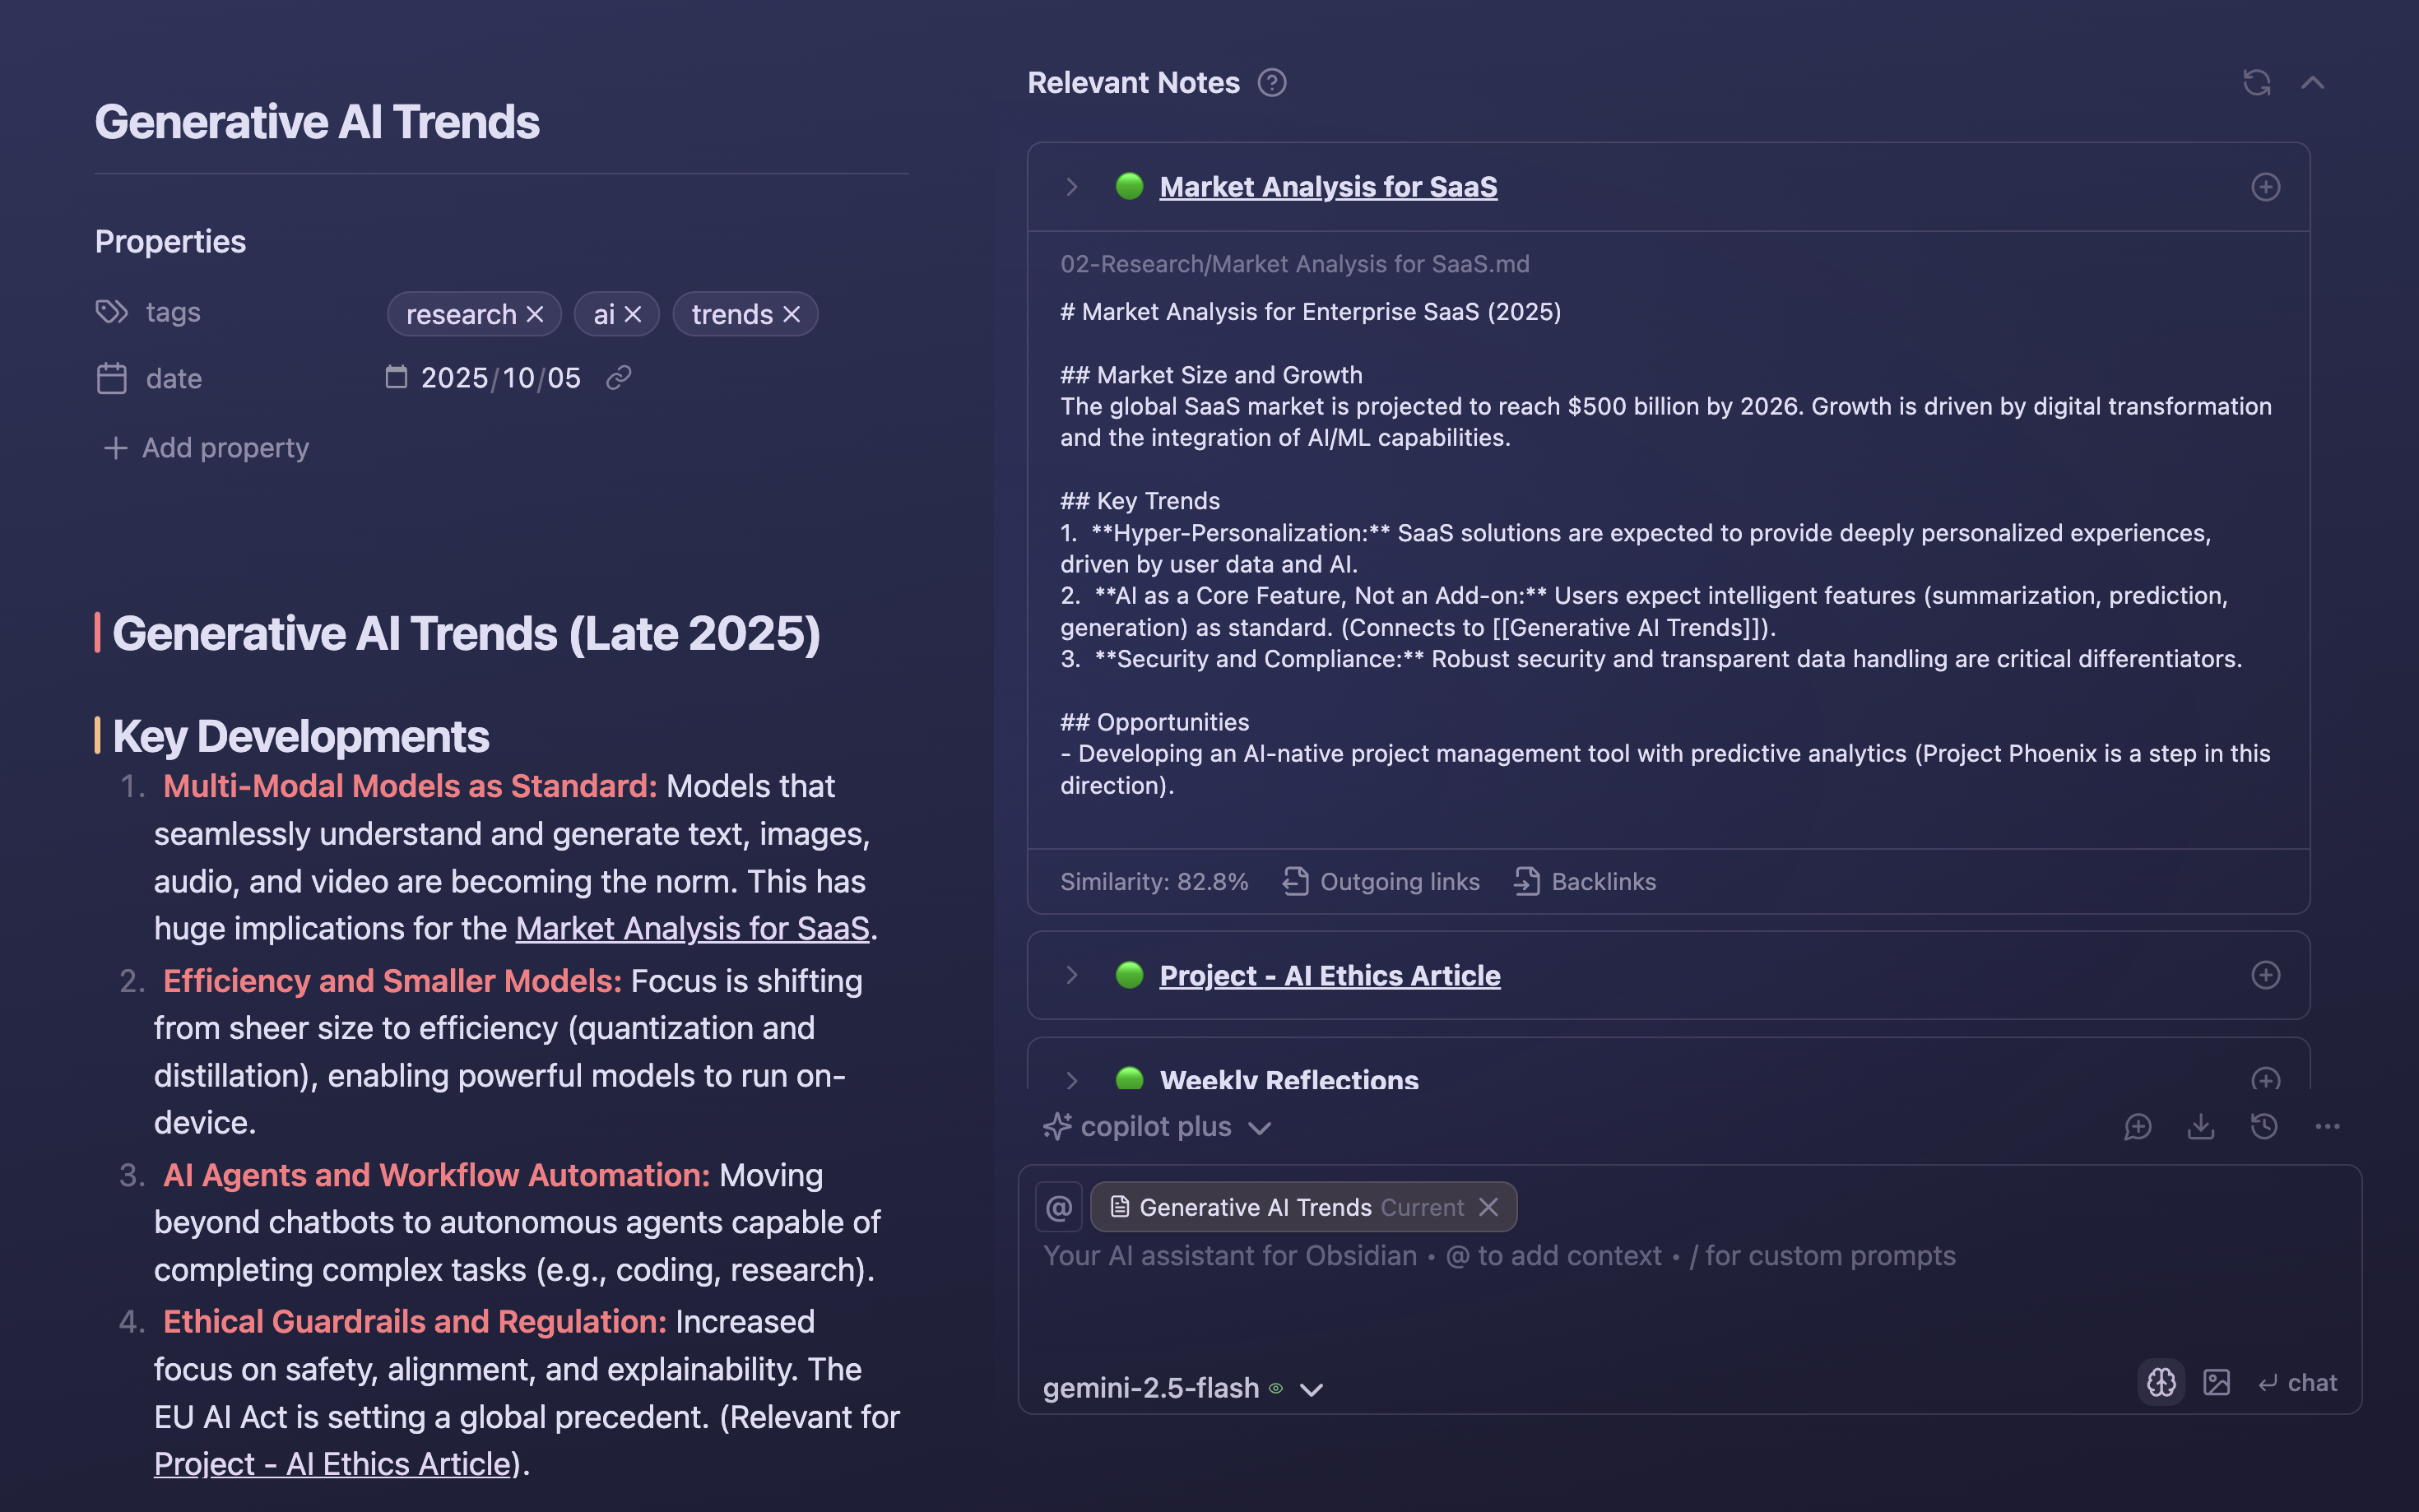 Generative AI Trends
Properties
tags
research
ai
trends
date
2025/10/05
Add property
Generative AI Trends (Late 2025)
Key Developments
1. Multi-Modal Models as Standard: Models that
seamlessly understand and generate text, images,
audio, and video are becoming the norm. This has
huge implications for the Market Analysis for SaaS.
2. Efficiency and Smaller Models: Focus is shifting
from sheer size to efficiency (quantization and
distillation), enabling powerful models to run on-
device.
3. AI Agents and Workflow Automation: Moving
beyond chatbots to autonomous agents capable of
completing complex tasks (e.g., coding, research).
4. Ethical Guardrails and Regulation: Increased
focus on safety, alignment, and explainability. The
EU AI Act is setting a global precedent. (Relevant for
Project - AI Ethics Article).
Relevant Notes
Market Analysis for SaaS
02-Research/Market Analysis for SaaS.md
# Market Analysis for Enterprise SaaS (2025)
## Market Size and Growth
The global SaaS market is projected to reach $500 billion by 2026. Growth is driven by digital transformation
and the integration of AI/ML capabilities.
## Key Trends
1. **Hyper-Personalization:** SaaS solutions are expected to provide deeply personalized experiences,
driven by user data and AI.
2. **AI as a Core Feature, Not an Add-on:** Users expect intelligent features (summarization, prediction,
generation) as standard. (Connects to [[Generative AI Trends]]).
3. **Security and Compliance:** Robust security and transparent data handling are critical differentiators.
## Opportunities
- Developing an AI-native project management tool with predictive analytics (Project Phoenix is a step in this
direction).
Similarity: 82.8% Outgoing links Backlinks
Project - AI Ethics Article
Weekly Reflections
copilot plus
@ Generative AI Trends Current
Your AI assistant for Obsidian • @ to add context • / for custom prompts
gemini-2.5-flash
chat